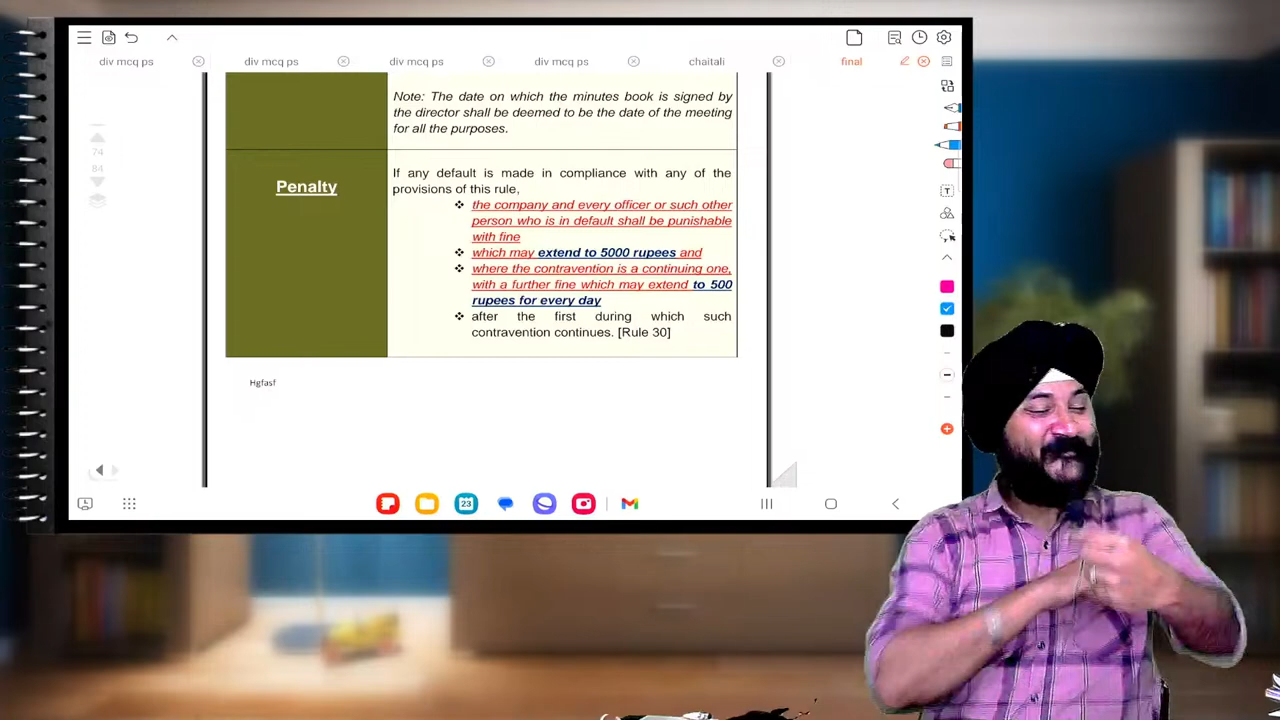 div mcq ps
div mcq ps
div mcq ps
div mcq ps
chaitali
final
74
84
Note: The date on which the minutes book is signed by
the director shall be deemed to be the date of the meeting
for all the purposes.
Penalty
If any default is made in compliance with any of the
provisions of this rule,
❖ the company and every officer or such other
person who is in default shall be punishable
with fine
❖ which may extend to 5000 rupees and
❖ where the contravention is a continuing one,
with a further fine which may extend to 500
rupees for every day
❖ after the first during which such
contravention continues. [Rule 30]
Hgfasf
23